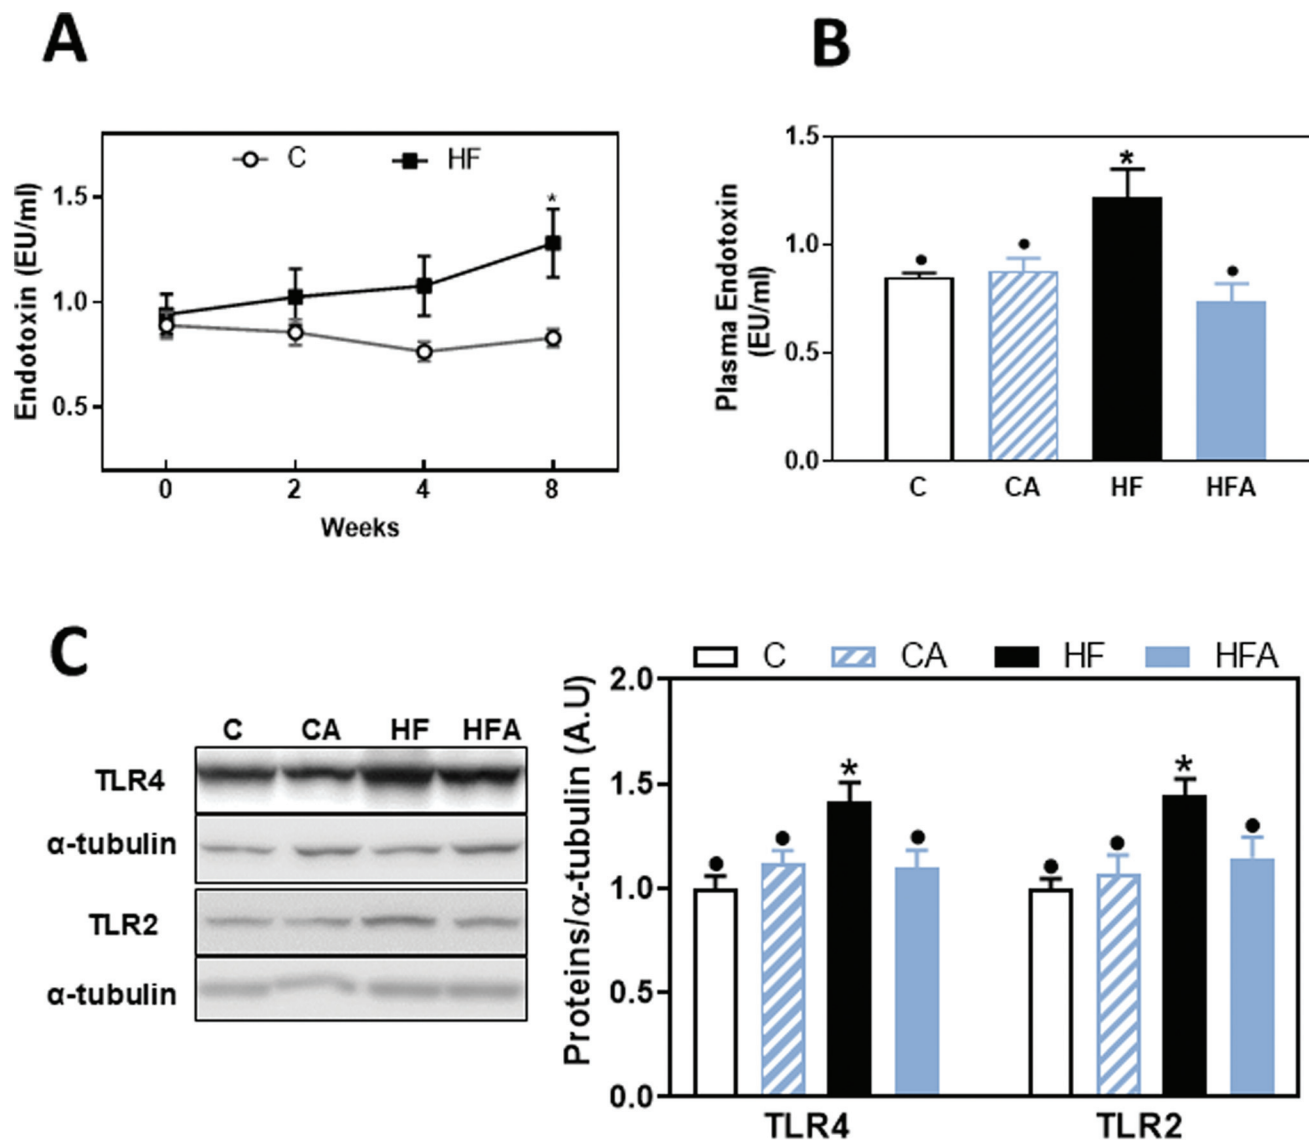 A
C HF
Endotoxin (EU/ml)
1.5
1.0
0.5
*
0 2 4 8
Weeks
B
Plasma Endotoxin
(EU/ml)
1.5
1.0
0.5
0.0
*
C CA HF HFA
C
C CA HF HFA
TLR4
α-tubulin
TLR2
α-tubulin
C CA HF HFA
Proteins/α-tubulin (A.U)
2.0
1.5
1.0
0.5
0.0
* *
TLR4 TLR2